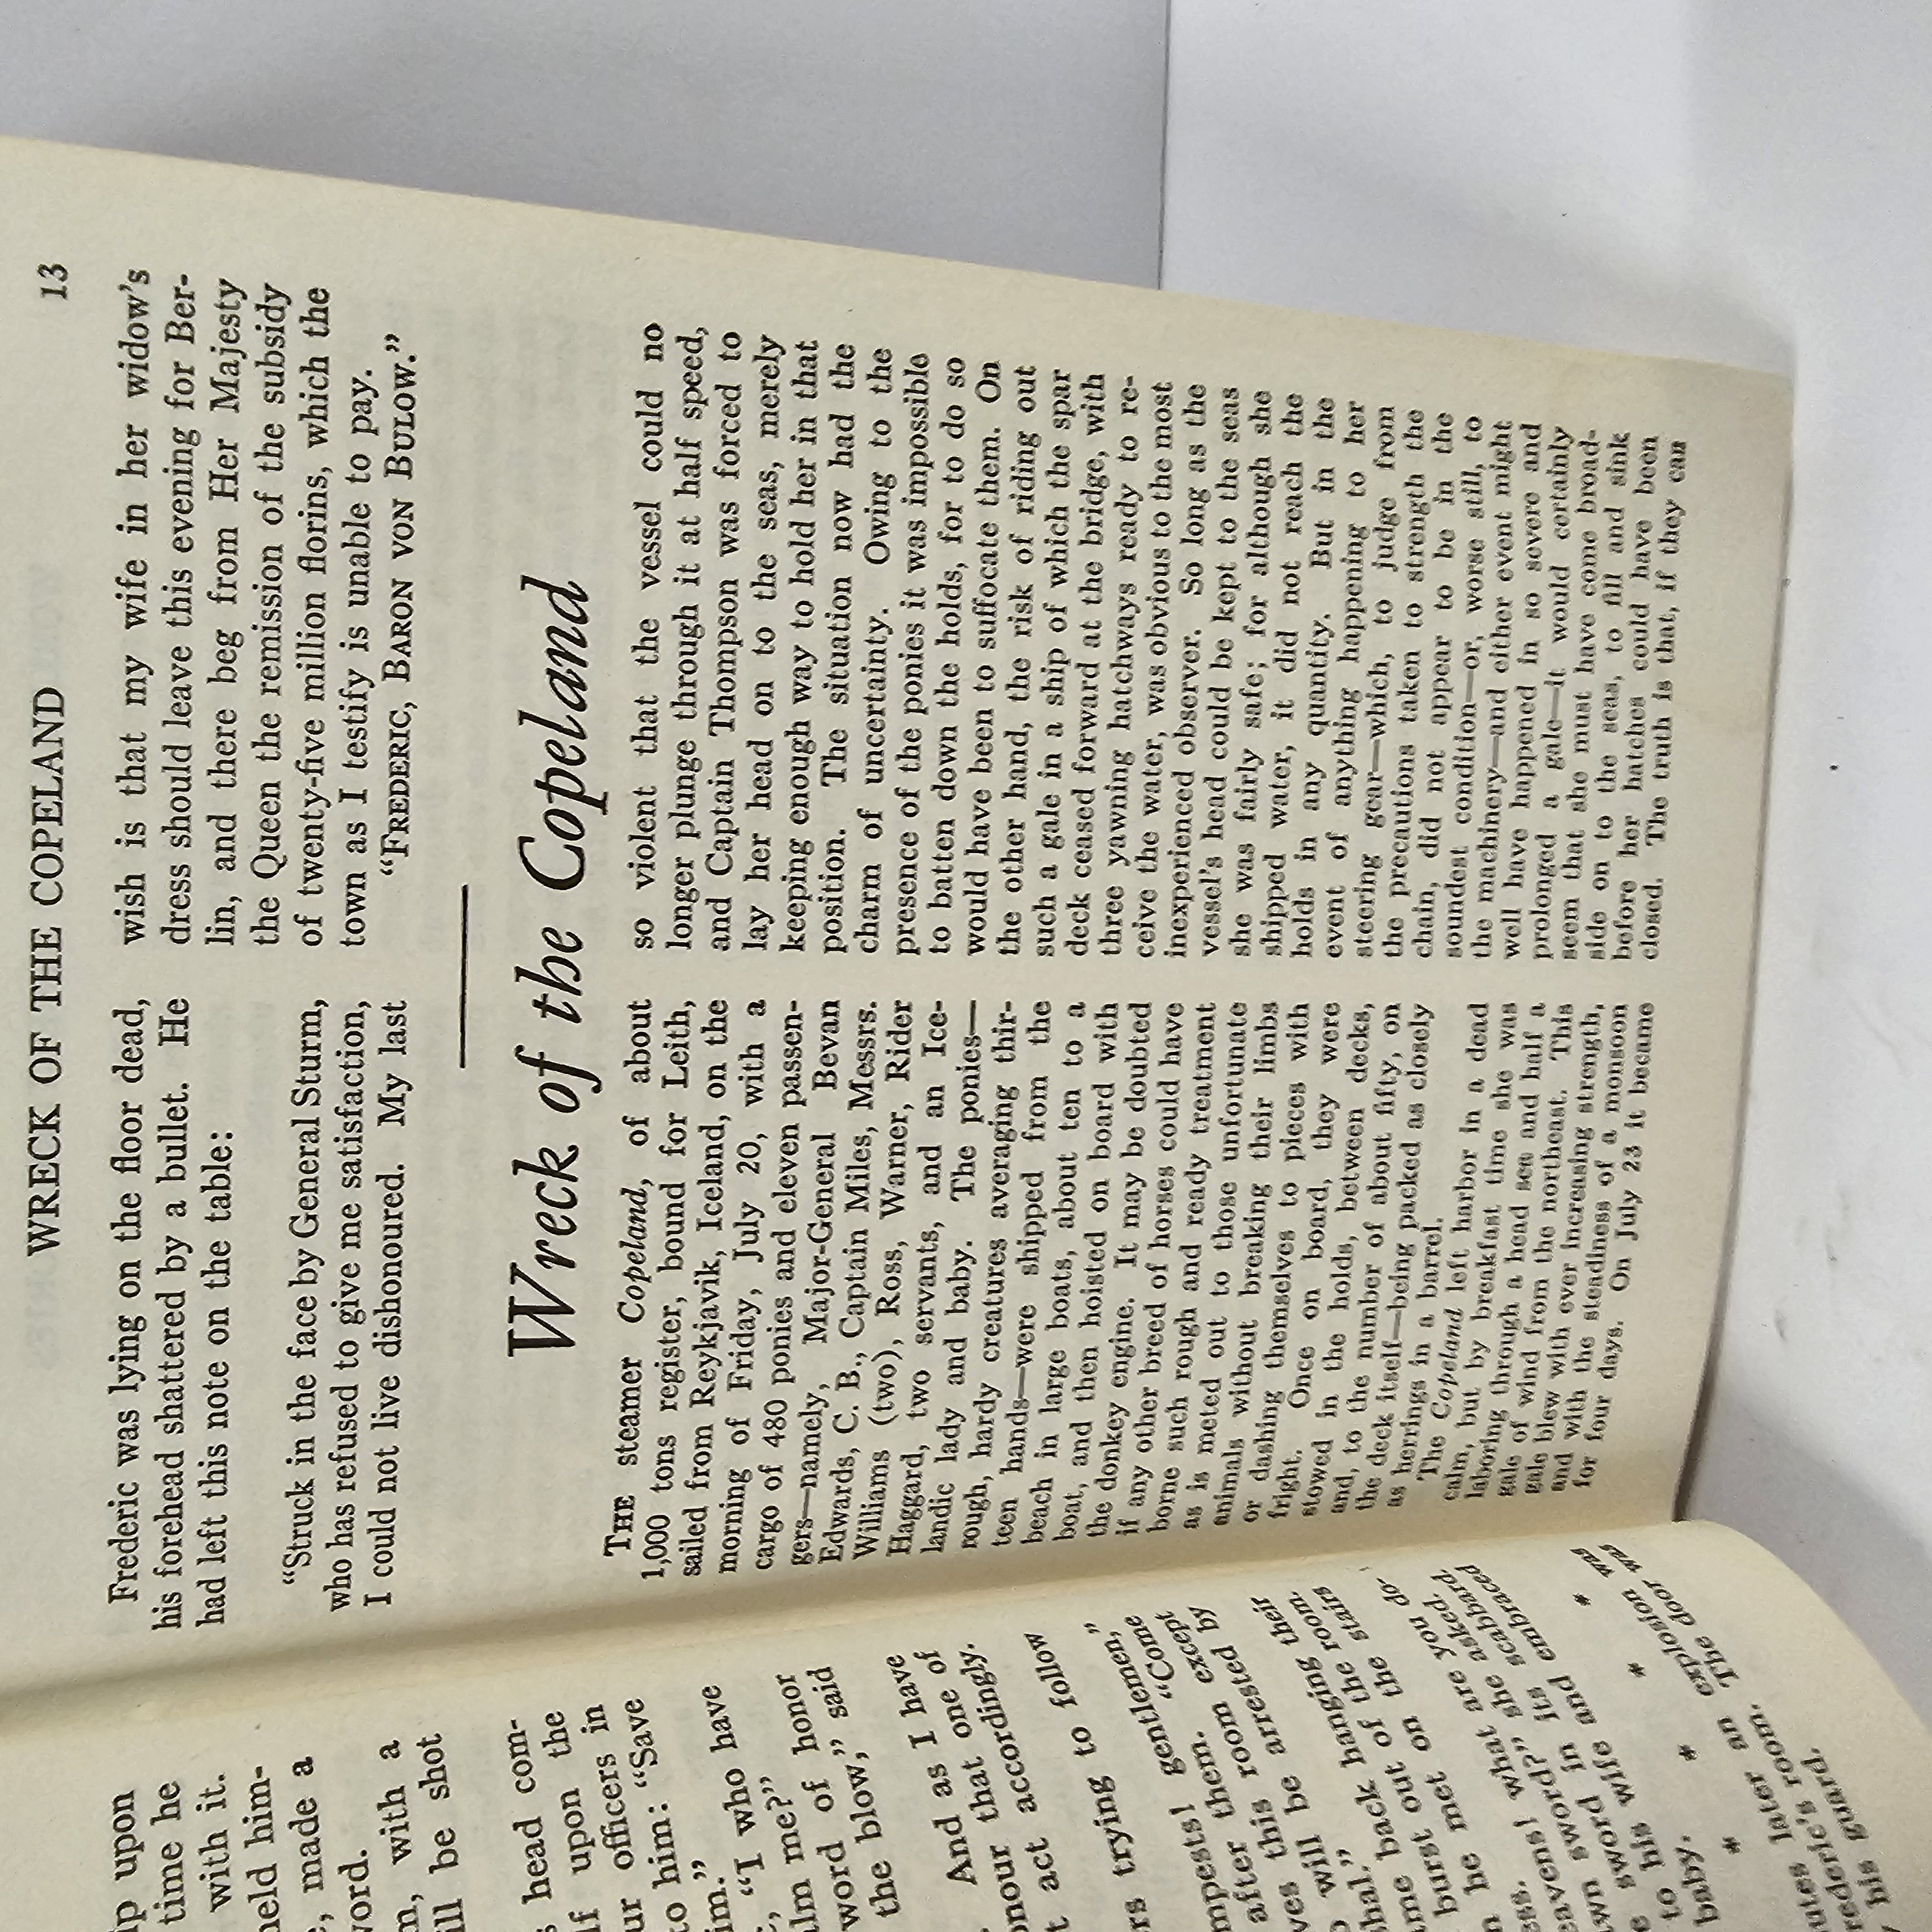 ip upon
time he
with it.
held him-
made a
word.
with a
ill be shot
head com-
upon the
officers in
to him: "Save
him."
"I who have
me?"
word of honor
the blow," said
And as I have
that one of
act accordingly.
trying to follow
gentlemen,"
after them. "Come
this room except
will be arrested by
back hanging their
burst out of the room.
he met on the stairs
what are you do-
sword?" she asked.
sword in its scabbard.
to his wife and embraced
baby.
* * * *
later an explosion was
room. The door was
his guard.
WRECK OF THE COPELAND 13
Frederic was lying on the floor dead,
his forehead shattered by a bullet. He
had left this note on the table:
"Struck in the face by General Sturm,
who has refused to give me satisfaction,
I could not live dishonoured. My last
wish is that my wife in her widow's
dress should leave this evening for Ber-
lin, and there beg from Her Majesty
the Queen the remission of the subsidy
of twenty-five million florins, which the
town as I testify is unable to pay.
"FREDERIC, BARON VON BULOW."
Wreck of the Copeland
THE steamer Copeland, of about
1,000 tons register, bound for Leith,
sailed from Reykjavik, Iceland, on the
morning of Friday, July 20, with a
cargo of 480 ponies and eleven passen-
gers—namely, Major-General Bevan
Edwards, C. B., Captain Miles, Messrs.
Williams (two), Ross, Warner, Rider
Haggard, two servants, and an Ice-
landic lady and baby. The ponies—
rough, hardy creatures averaging thir-
teen hands—were shipped from the
beach in large boats, about ten to a
boat, and then hoisted on board with
the donkey engine. It may be doubted
if any other breed of horses could have
borne such rough and ready treatment
as is meted out to those unfortunate
animals without breaking their limbs
or dashing themselves to pieces with
fright. Once on board, they were
stowed in the holds, between decks,
and, to the number of about fifty, on
the deck itself—being packed as closely
as herrings in a barrel.
The Copeland left harbor in a dead
calm, but by breakfast time she was
laboring through a head sea and half a
gale of wind from the northeast. This
gale blew with ever increasing strength,
and with the steadiness of a monsoon
for four days. On July 23 it became
so violent that the vessel could no
longer plunge through it at half speed,
and Captain Thompson was forced to
lay her head on to the seas, merely
keeping enough way to hold her in that
position. The situation now had the
charm of uncertainty. Owing to the
presence of the ponies it was impossible
to batten down the holds, for to do so
would have been to suffocate them. On
the other hand, the risk of riding out
such a gale in a ship of which the spar
deck ceased forward at the bridge, with
three yawning hatchways ready to re-
ceive the water, was obvious to the most
inexperienced observer. So long as the
vessel's head could be kept to the seas
she was fairly safe; for although she
shipped water, it did not reach the
holds in any quantity. But in the
event of anything happening to her
steering gear—which, to judge from
the precautions taken to strength the
chain, did not appear to be in the
soundest condition—or, worse still, to
the machinery—and either event might
well have happened in so severe and
prolonged a gale—it would certainly
seem that she must have come broad-
side on to the seas, to fill and sink
before her hatches could have been
closed. The truth is that, if they can